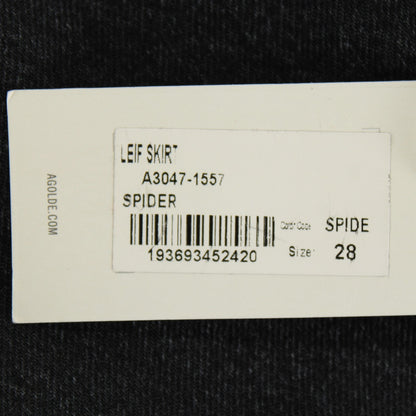 AGOLDE.COM
LEIF SKIRT
A3047-1557
SPIDER
Color Code: SPIDE
Size: 28
193693452420